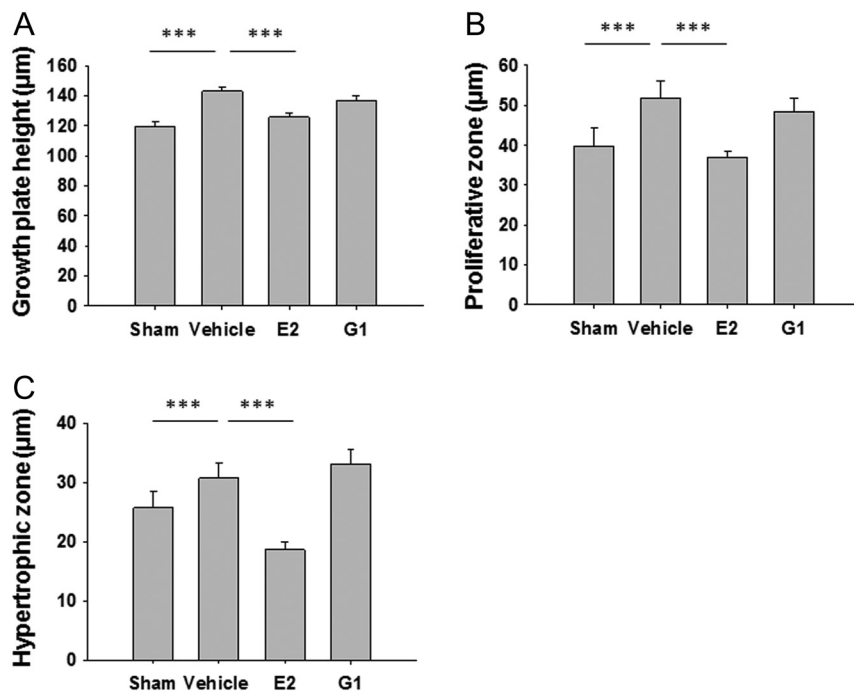 A
*** ***
Growth plate height (µm)
160
140
120
100
80
60
40
20
0
Sham Vehicle E2 G1
B
*** ***
Proliferative zone (µm)
60
50
40
30
20
10
0
Sham Vehicle E2 G1
C
*** ***
Hypertrophic zone (µm)
40
30
20
10
0
Sham Vehicle E2 G1